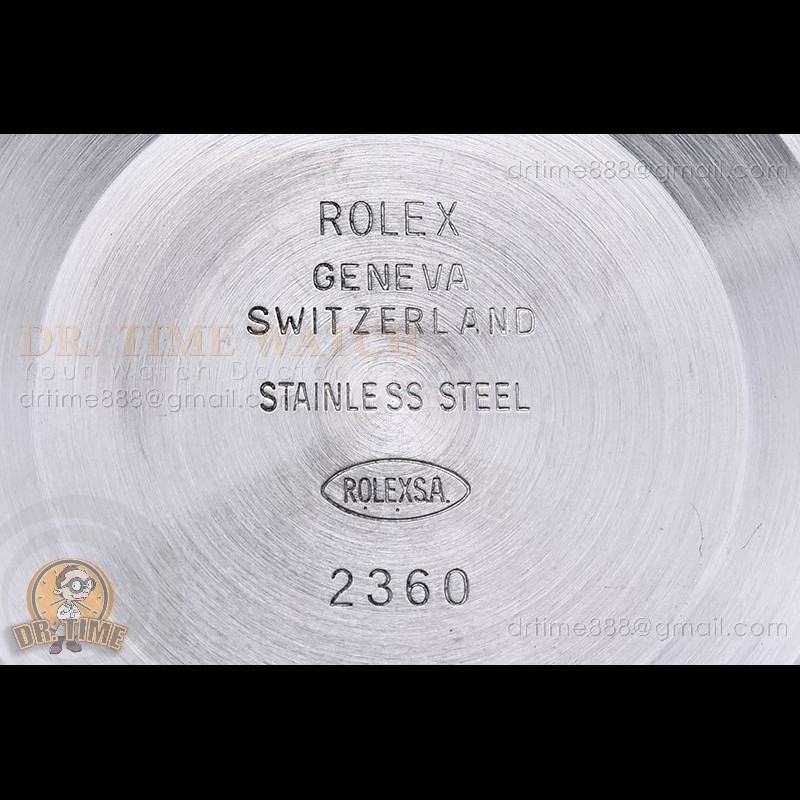 drtime888@gmail.com
ROLEX
GENEVA
SWITZERLAND
DR. TIME WATCH
Your Watch Doctor
drtime888@gmail.com
STAINLESS STEEL
ROLEXS.A.
2360
DR. TIME
drtime888@gmail.com